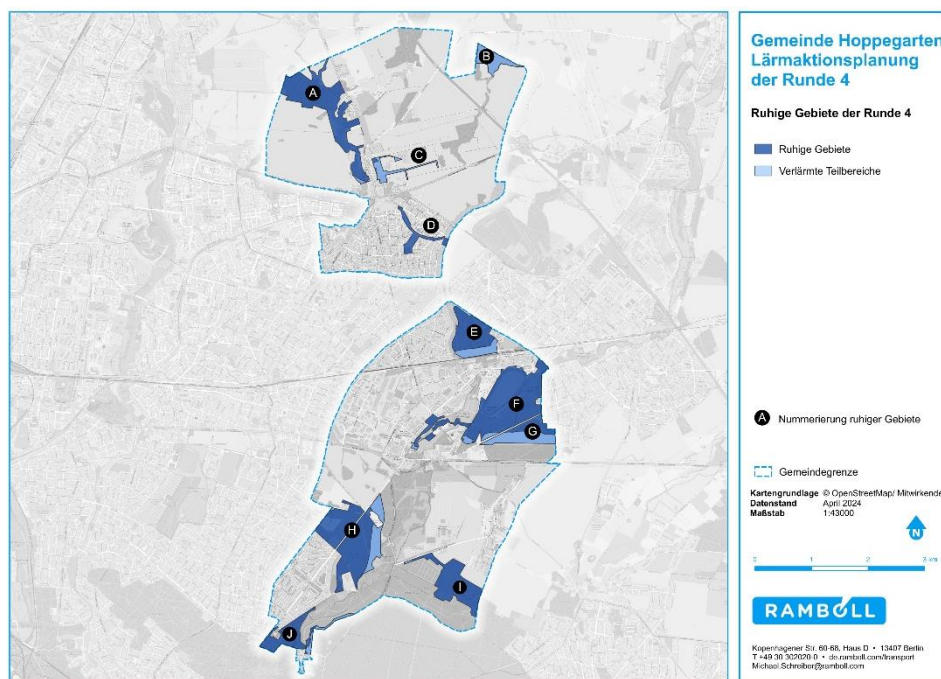 Gemeinde Hoppegarten
Lärmaktionsplanung
der Runde 4
Ruhige Gebiete der Runde 4
Ruhige Gebiete
Verlärmte Teilbereiche
A
B
C
D
E
F
G
H
I
J
A Nummerierung ruhiger Gebiete
Gemeindegrenze
Kartengrundlage © OpenStreetMap/ Mitwirkende
Datenstand April 2024
Maßstab 1:43000
N
0 1 2 3 km
RAMBOLL
Kopenhagener Str. 60-68, Haus D • 13407 Berlin
T +49 30 302020-0 • de.ramboll.com/transport
Michael.Schreiber@ramboll.com